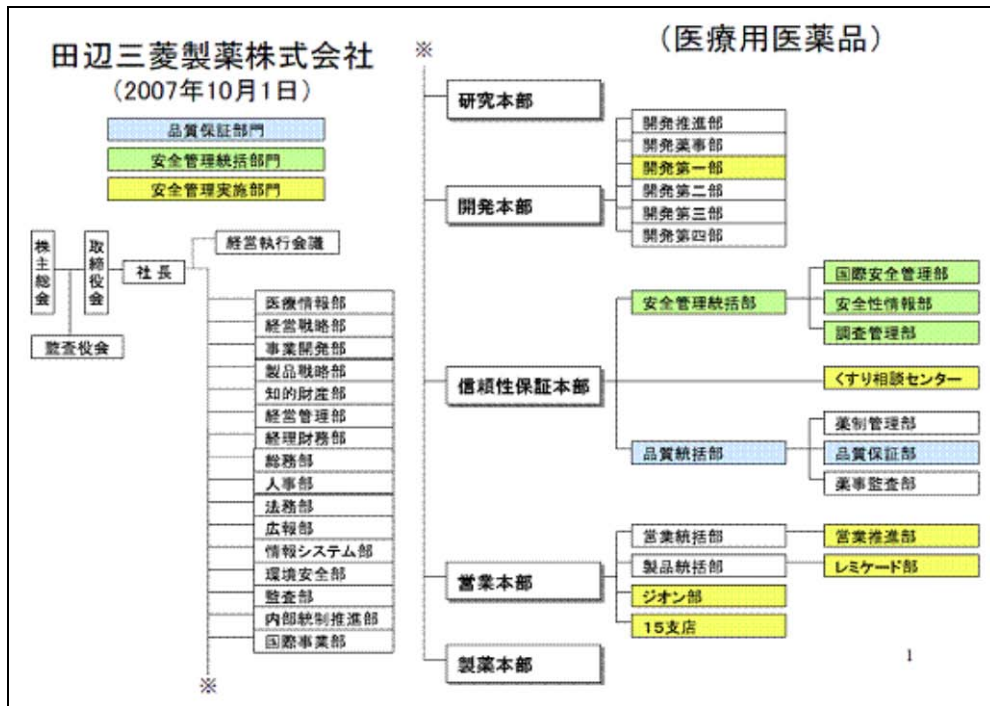 田辺三菱製薬株式会社
(2007年10月1日)
品質保証部門
安全管理統括部門
安全管理実施部門
株主総会
取締役会
社長
経営執行会議
監査役会
医療情報部
経営戦略部
事業開発部
製品戦略部
知的財産部
経営管理部
経理財務部
総務部
人事部
法務部
広報部
情報システム部
環境安全部
監査部
内部統制推進部
国際事業部
※
※
(医療用医薬品)
研究本部
開発本部
開発推進部
開発薬事部
開発第一部
開発第二部
開発第三部
開発第四部
信頼性保証本部
安全管理統括部
国際安全管理部
安全性情報部
調査管理部
くすり相談センター
品質統括部
薬制管理部
品質保証部
薬事監査部
営業本部
営業統括部
営業推進部
製品統括部
レミケード部
ジオン部
15支店
製薬本部
1